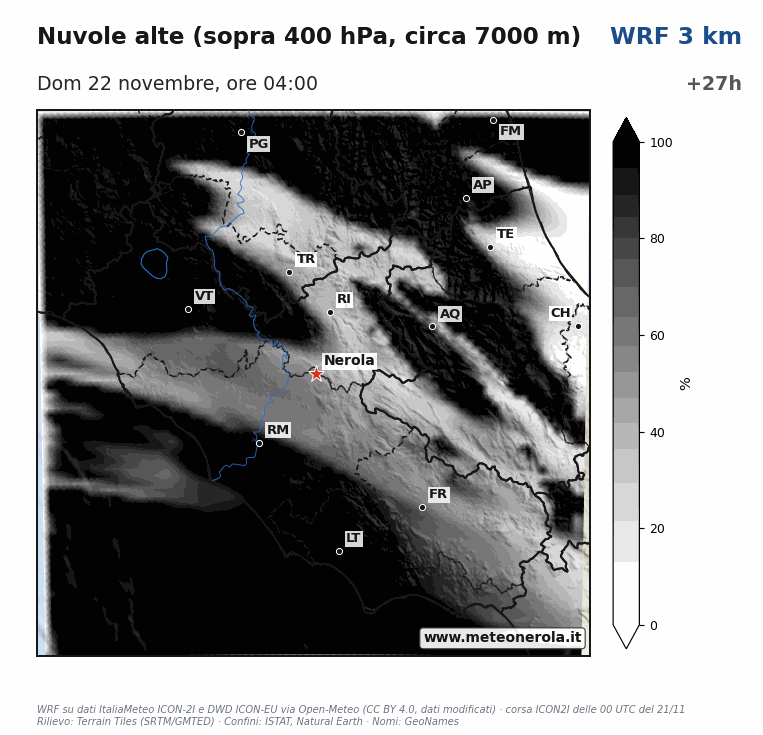 Nuvole alte (sopra 400 hPa, circa 7000 m) WRF 3 km
Dom 22 novembre, ore 04:00 +27h
FM
PG
AP
TE
TR
VT
RI
AQ
CH
Nerola
RM
FR
LT
www.meteonerola.it
100
80
60
40
20
0
%
WRF su dati ItaliaMeteo ICON-2I e DWD ICON-EU via Open-Meteo (CC BY 4.0, dati modificati) · corsa ICON2I delle 00 UTC del 21/11
Rilievo: Terrain Tiles (SRTM/GMTED) · Confini: ISTAT, Natural Earth · Nomi: GeoNames